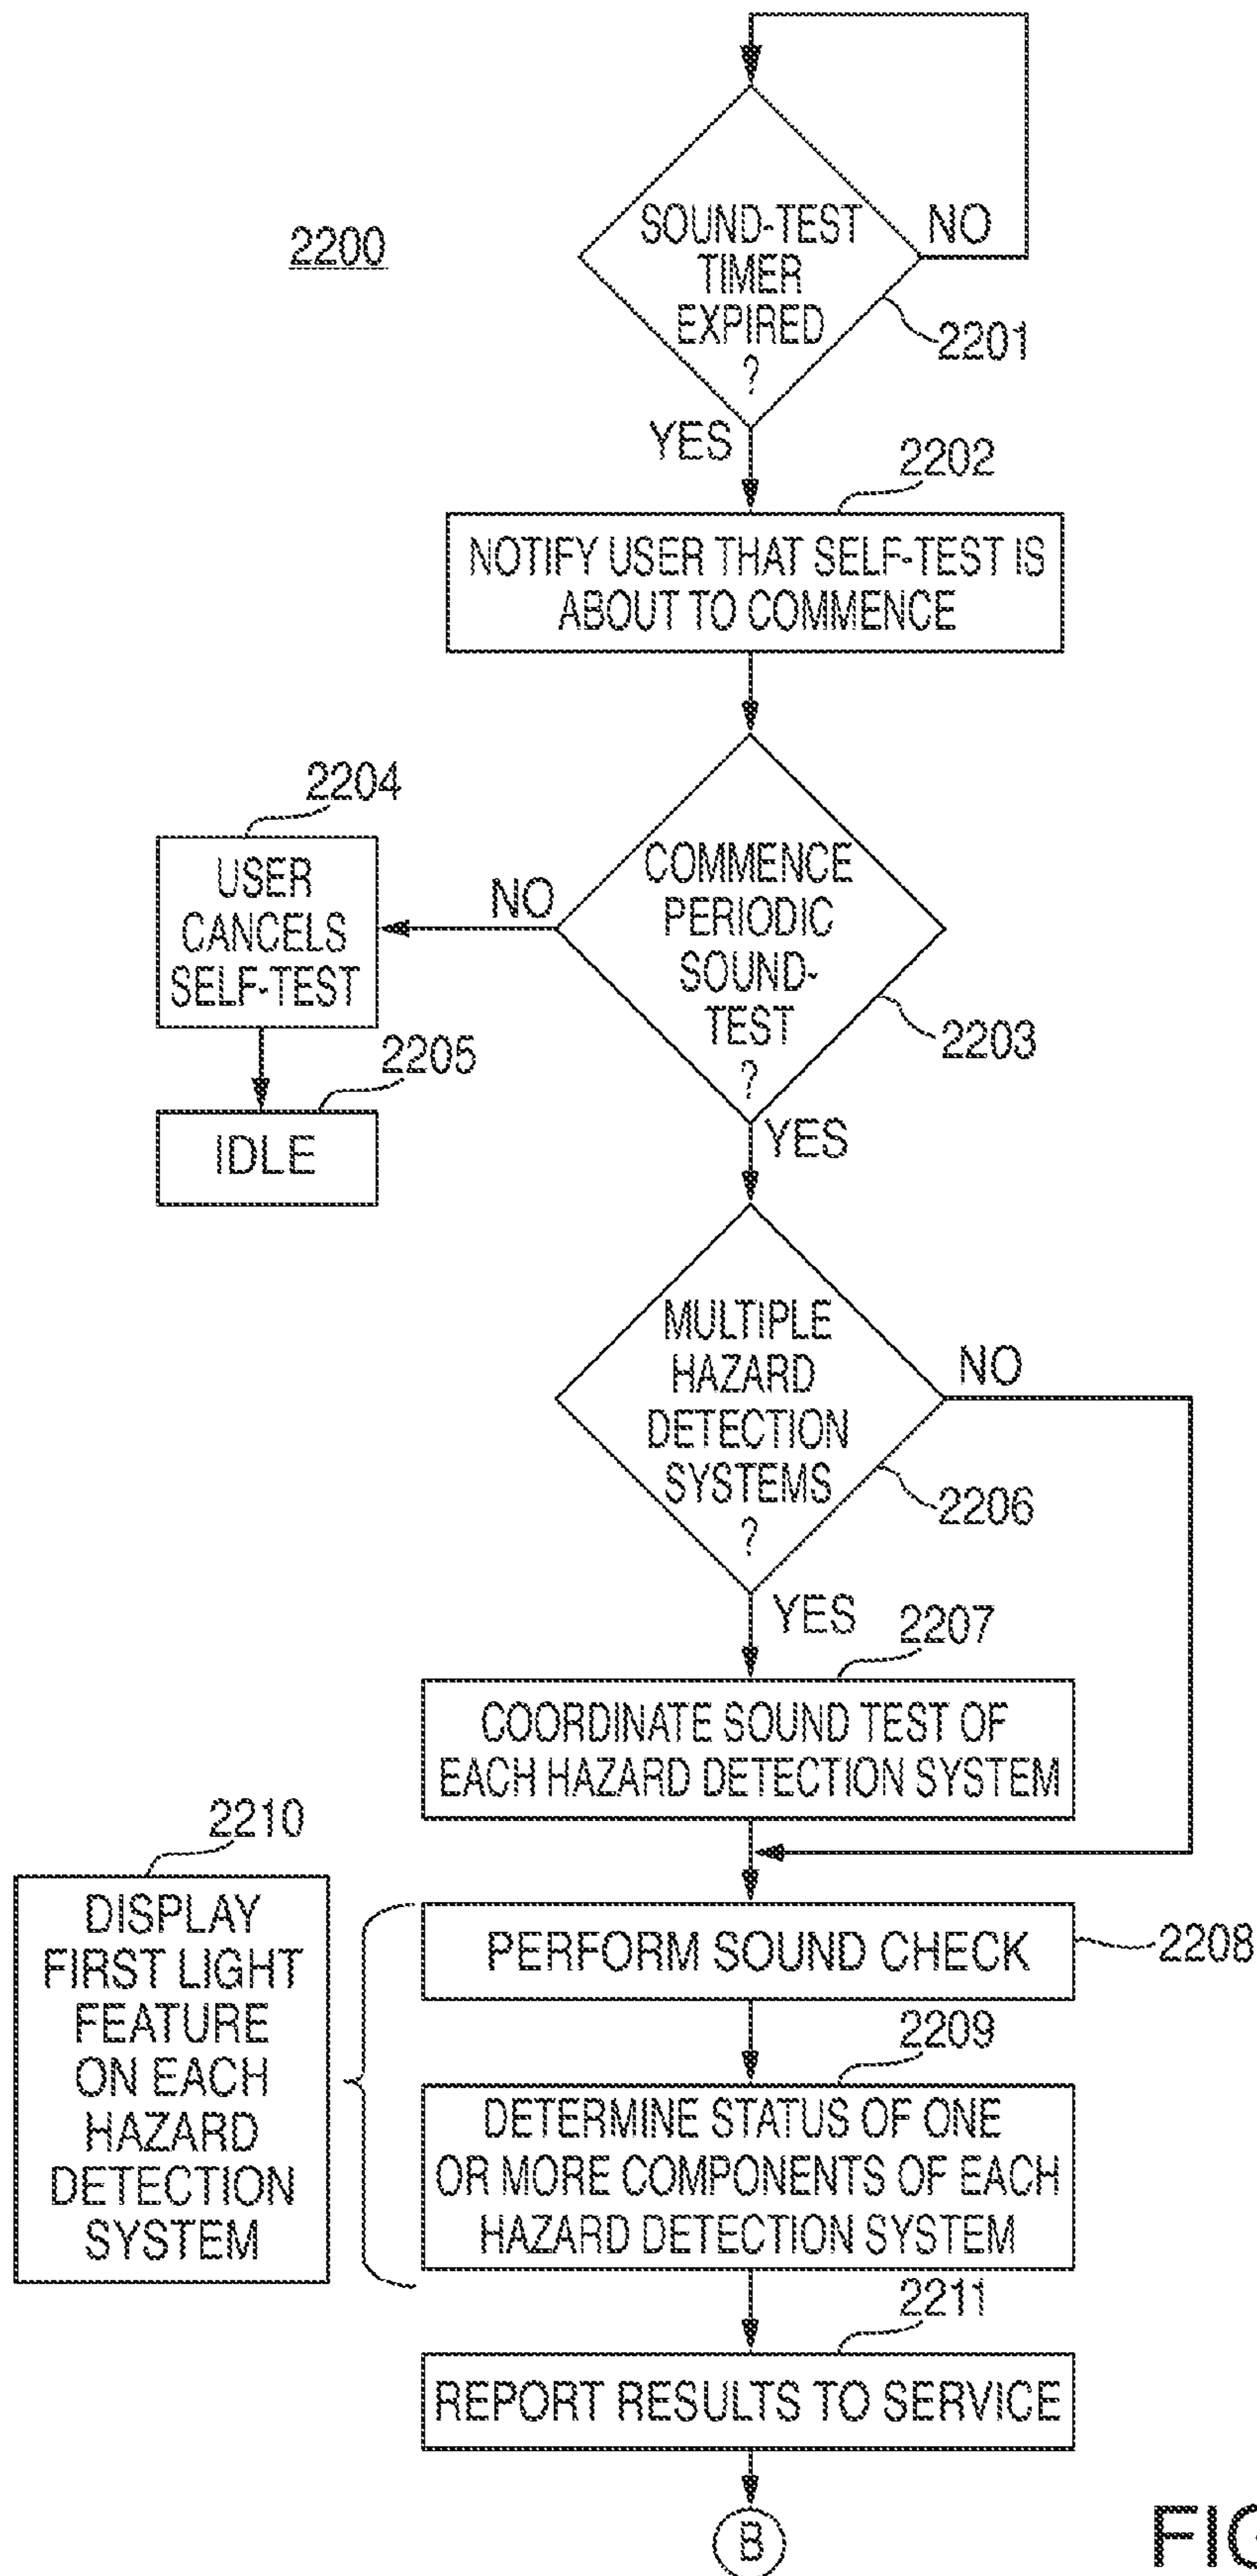 2200
SOUND-TEST
TIMER
EXPIRED
?
NO
2201
YES
2202
NOTIFY USER THAT SELF-TEST IS
ABOUT TO COMMENCE
2204
USER
CANCELS
SELF-TEST
NO
COMMENCE
PERIODIC
SOUND-
TEST
?
2203
2205
IDLE
YES
MULTIPLE
HAZARD
DETECTION
SYSTEMS
?
NO
2206
YES
2207
COORDINATE SOUND TEST OF
EACH HAZARD DETECTION SYSTEM
2210
DISPLAY
FIRST LIGHT
FEATURE
ON EACH
HAZARD
DETECTION
SYSTEM
PERFORM SOUND CHECK
2208
2209
DETERMINE STATUS OF ONE
OR MORE COMPONENTS OF EACH
HAZARD DETECTION SYSTEM
2211
REPORT RESULTS TO SERVICE
B